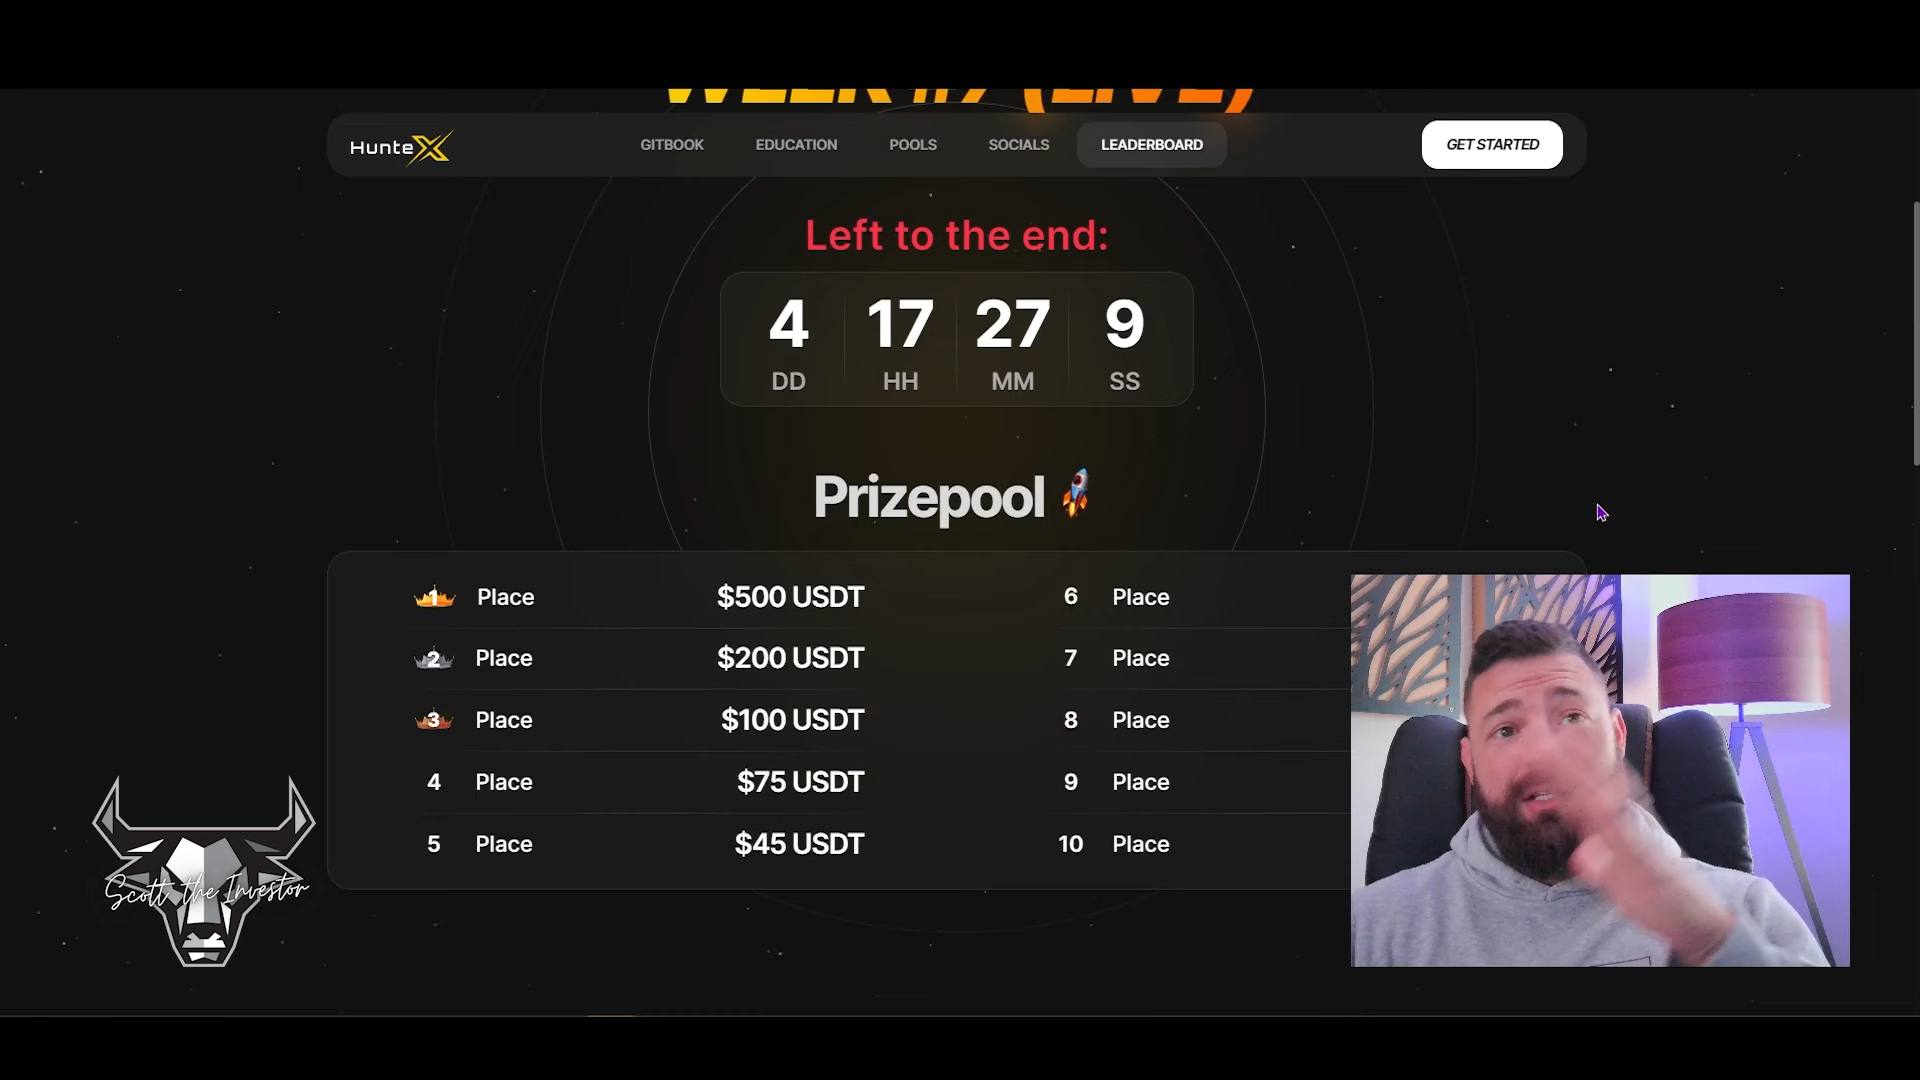 HunteX
GITBOOK
EDUCATION
POOLS
SOCIALS
LEADERBOARD
GET STARTED
Left to the end:
4 17 27 9
DD HH MM SS
Prizepool 🚀
1 Place $500 USDT
2 Place $200 USDT
3 Place $100 USDT
4 Place $75 USDT
5 Place $45 USDT
6 Place
7 Place
8 Place
9 Place
10 Place
Scott the Investor